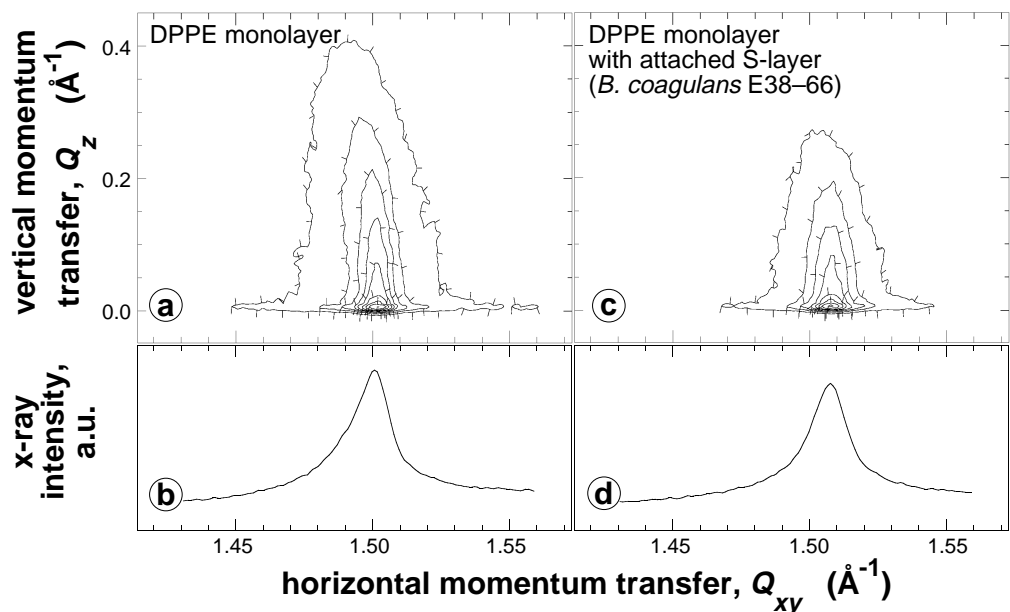 DPPE monolayer
DPPE monolayer
with attached S-layer
(B. coagulans E38–66)
vertical momentum
transfer, Qz (Å-1)
0.4
0.2
0.0
a
c
x-ray
intensity,
a.u.
b
d
1.45
1.50
1.55
1.45
1.50
1.55
horizontal momentum transfer, Qxy (Å-1)